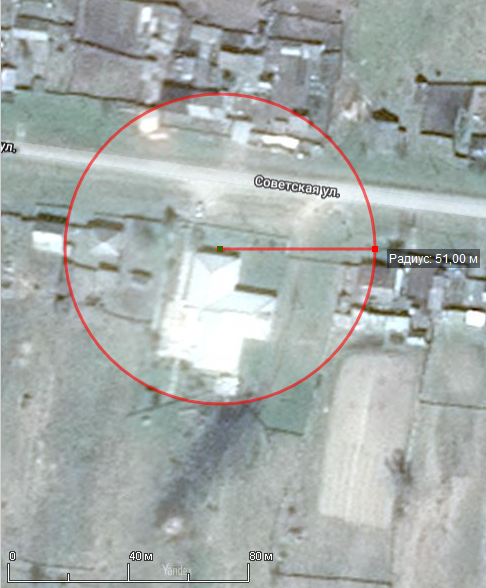 ул.
Советская ул.
Радиус: 51,00 м
0 40 м 80 м
Yandex